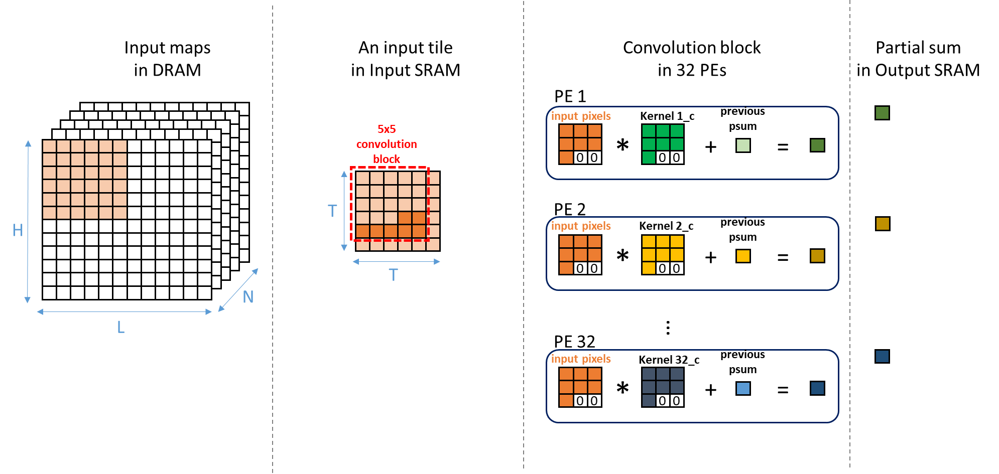 Input maps
in DRAM
H
L
N
An input tile
in Input SRAM
5x5
convolution
block
T
T
Convolution block
in 32 PEs
PE 1
input pixels
Kernel 1_c
previous
psum
* + =
0 0
0 0
PE 2
input pixels
Kernel 2_c
previous
psum
* + =
0 0
0 0
⋮
PE 32
input pixels
Kernel 32_c
previous
psum
* + =
0 0
0 0
Partial sum
in Output SRAM